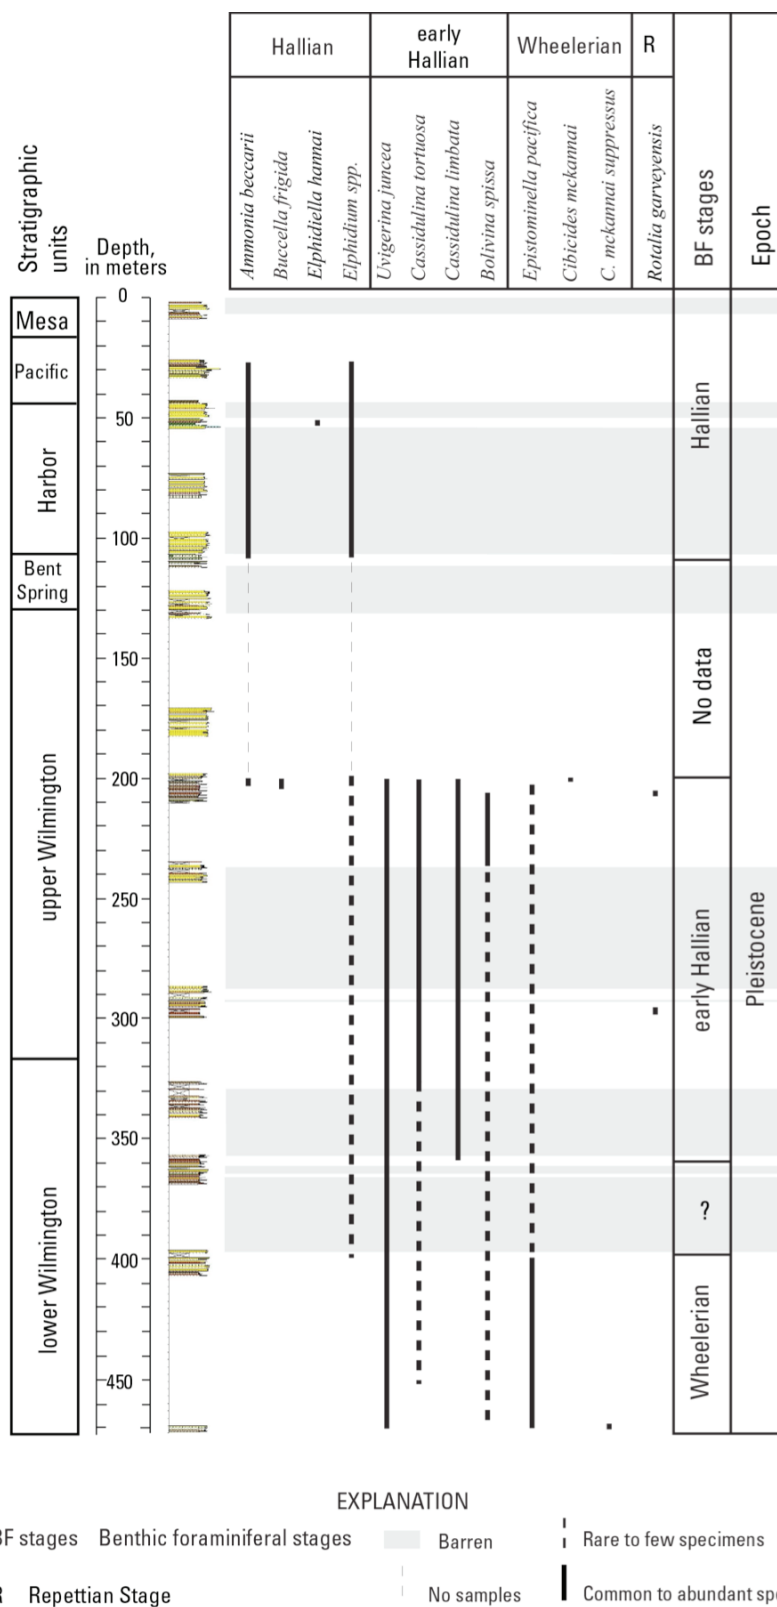 Hallian
early
Hallian
Wheelerian
R
Stratigraphic
units
Depth,
in meters
Ammonia beccarii
Buccella frigida
Elphidiella hannai
Elphidium spp.
Uvigerina juncea
Cassidulina tortuosa
Cassidulina limbata
Bolivina spissa
Epistominella pacifica
Cibicides mckannai
C. mckannai suppressus
Rotalia garveyensis
BF stages
Epoch
0
50
100
150
200
250
300
350
400
450
Mesa
Pacific
Harbor
Bent
Spring
upper Wilmington
lower Wilmington
Hallian
No data
early Hallian
?
Wheelerian
Pleistocene
EXPLANATION
BF stages Benthic foraminiferal stages
Barren
Rare to few specimens
R Repettian Stage
No samples
Common to abundant spe